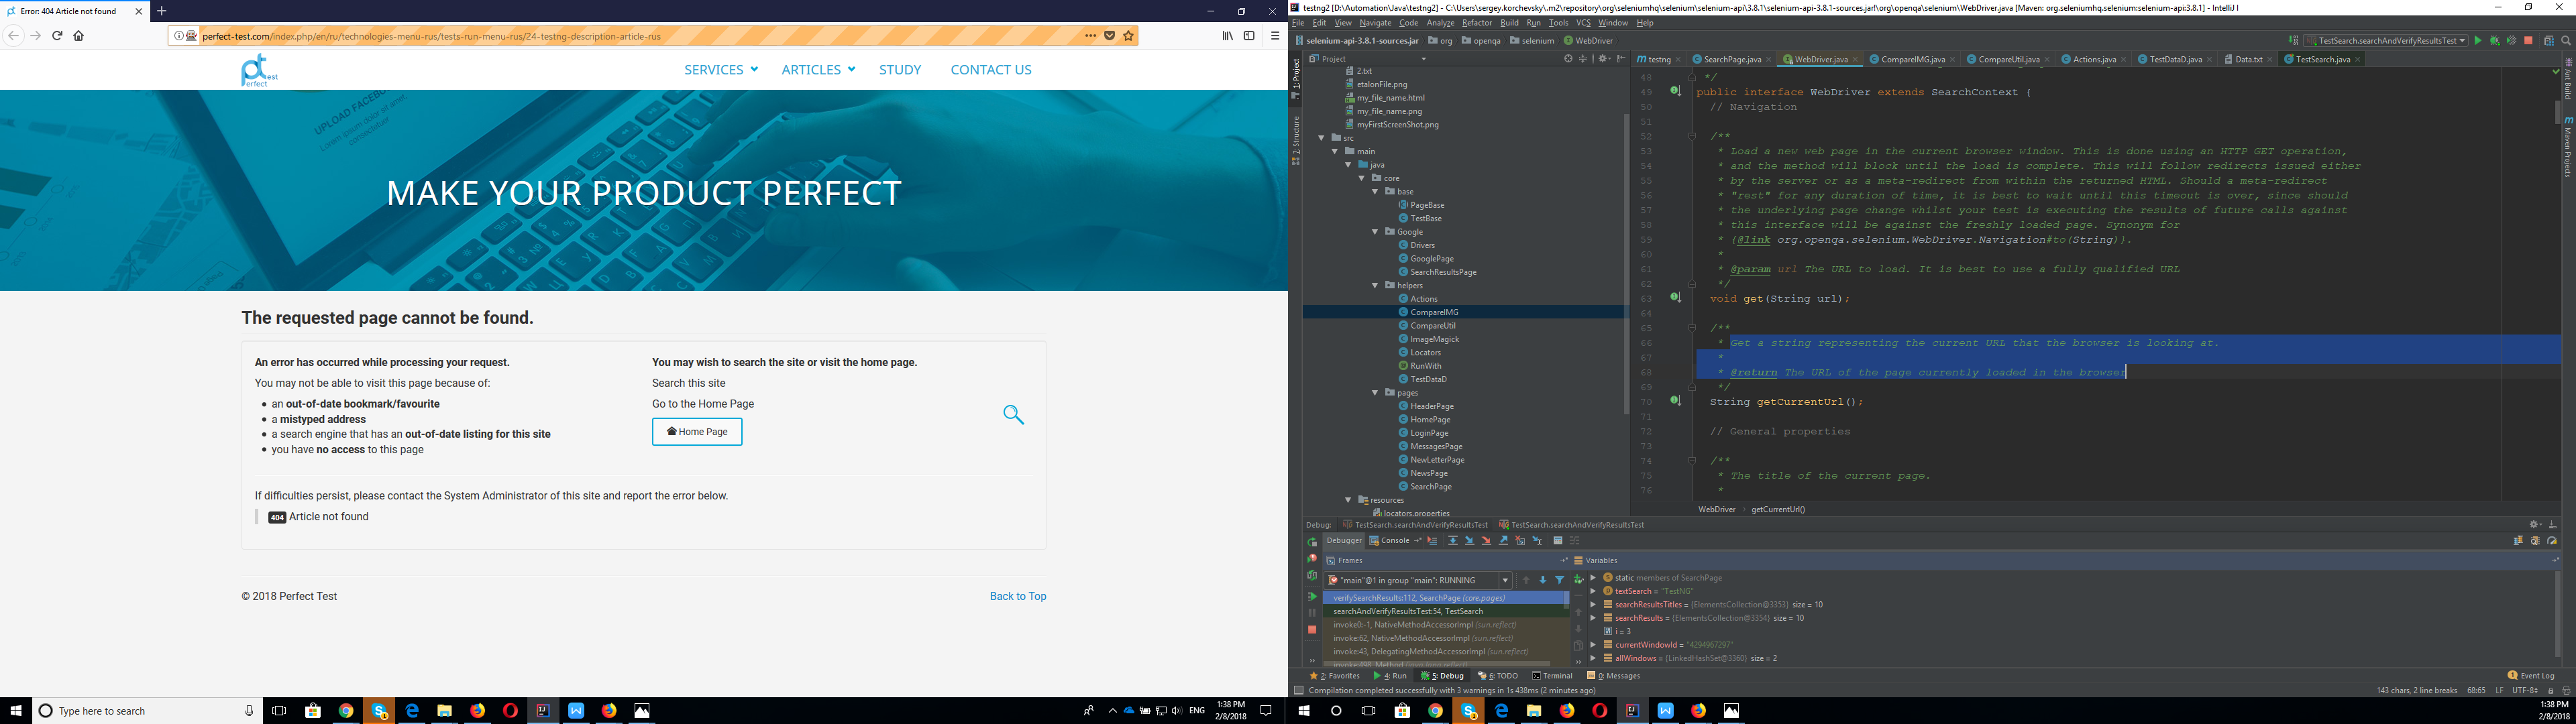 Error: 404 Article not found
perfect-test.com/index.php/en/ru/technologies-menu-rus/tests-run-menu-rus/24-testng-description-article-rus
pt test
Perfect
SERVICES
ARTICLES
STUDY
CONTACT US
UPLOAD FACEBO
Lorem ipsum dolor sit amet,
consectetuer
MAKE YOUR PRODUCT PERFECT
The requested page cannot be found.
An error has occurred while processing your request.
You may not be able to visit this page because of:
an out-of-date bookmark/favourite
a mistyped address
a search engine that has an out-of-date listing for this site
you have no access to this page
You may wish to search the site or visit the home page.
Search this site
Go to the Home Page
Home Page
If difficulties persist, please contact the System Administrator of this site and report the error below.
404 Article not found
© 2018 Perfect Test
Back to Top
Type here to search
ENG
1:38 PM
2/8/2018
testng2 [D:\Automation\Java\testng2] - C:\Users\sergey.korchevsky\.m2\repository\org\seleniumhq\selenium\selenium-api\3.8.1\selenium-api-3.8.1-sources.jar!\org\openqa\selenium\WebDriver.java [Maven: org.seleniumhq.selenium:selenium-api:3.8.1] - IntelliJ I
File Edit View Navigate Code Analyze Refactor Build Run Tools VCS Window Help
selenium-api-3.8.1-sources.jar org openqa selenium WebDriver
TestSearch.searchAndVerifyResultsTest
1: Project
7: Structure
Project
2.txt
etalonFile.png
my_file_name.html
my_file_name.png
myFirstScreenShot.png
src
main
java
core
base
PageBase
TestBase
Google
Drivers
GooglePage
SearchResultsPage
helpers
Actions
CompareIMG
CompareUtil
ImageMagick
Locators
RunWith
TestDataD
pages
HeaderPage
HomePage
LoginPage
MessagesPage
NewLetterPage
NewsPage
SearchPage
resources
locators.properties
testng SearchPage.java WebDriver.java CompareIMG.java CompareUtil.java Actions.java TestDataD.java Data.txt TestSearch.java
48 */
49 public interface WebDriver extends SearchContext {
50 // Navigation
51
52 /**
53 * Load a new web page in the current browser window. This is done using an HTTP GET operation,
54 * and the method will block until the load is complete. This will follow redirects issued either
55 * by the server or as a meta-redirect from within the returned HTML. Should a meta-redirect
56 * "rest" for any duration of time, it is best to wait until this timeout is over, since should
57 * the underlying page change whilst your test is executing the results of future calls against
58 * this interface will be against the freshly loaded page. Synonym for
59 * {@link org.openqa.selenium.WebDriver.Navigation#to(String)}.
60 *
61 * @param url The URL to load. It is best to use a fully qualified URL
62 */
63 void get(String url);
64
65 /**
66 * Get a string representing the current URL that the browser is looking at.
67 *
68 * @return The URL of the page currently loaded in the browser
69 */
70 String getCurrentUrl();
71
72 // General properties
73
74 /**
75 * The title of the current page.
76 *
WebDriver getCurrentUrl()
Ant Build
Maven Projects
Debug: TestSearch.searchAndVerifyResultsTest TestSearch.searchAndVerifyResultsTest
Debugger Console
Frames
"main"@1 in group "main": RUNNING
verifySearchResults:112, SearchPage (core.pages)
searchAndVerifyResultsTest:54, TestSearch
invoke0:-1, NativeMethodAccessorImpl (sun.reflect)
invoke:62, NativeMethodAccessorImpl (sun.reflect)
invoke:43, DelegatingMethodAccessorImpl (sun.reflect)
invoke:498, Method (java.lang.reflect)
Variables
static members of SearchPage
textSearch = "TestNG"
searchResultsTitles = {ElementsCollection@3353} size = 10
searchResults = {ElementsCollection@3354} size = 10
i = 3
currentWindowId = "4294967297"
allWindows = {LinkedHashSet@3360} size = 2
2: Favorites 4: Run 5: Debug 6: TODO Terminal 0: Messages
Event Log
Compilation completed successfully with 3 warnings in 1s 438ms (2 minutes ago)
143 chars, 2 line breaks 68:65 LF UTF-8
1:38 PM
2/8/2018